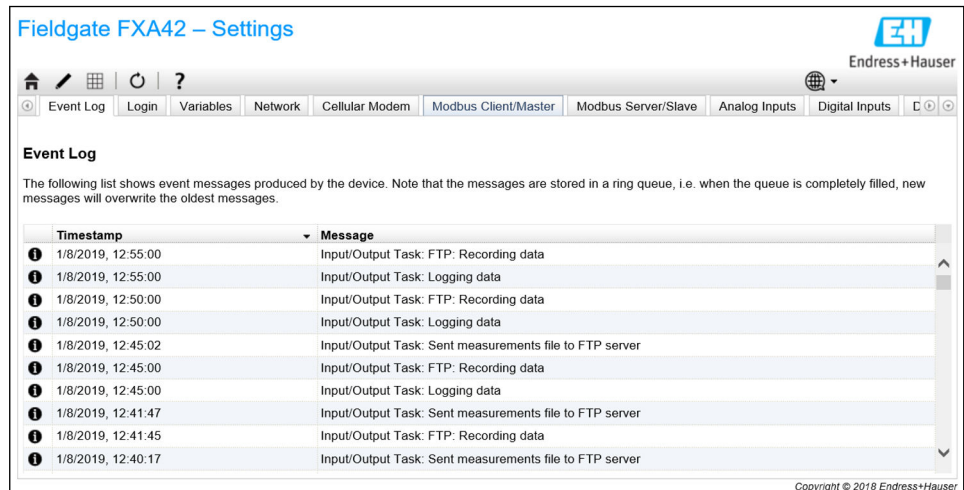 Fieldgate FXA42 – Settings
EH
Endress+Hauser
?
Event Log Login Variables Network Cellular Modem Modbus Client/Master Modbus Server/Slave Analog Inputs Digital Inputs D
Event Log
The following list shows event messages produced by the device. Note that the messages are stored in a ring queue, i.e. when the queue is completely filled, new
messages will overwrite the oldest messages.
Timestamp Message
1/8/2019, 12:55:00 Input/Output Task: FTP: Recording data
1/8/2019, 12:55:00 Input/Output Task: Logging data
1/8/2019, 12:50:00 Input/Output Task: FTP: Recording data
1/8/2019, 12:50:00 Input/Output Task: Logging data
1/8/2019, 12:45:02 Input/Output Task: Sent measurements file to FTP server
1/8/2019, 12:45:00 Input/Output Task: FTP: Recording data
1/8/2019, 12:45:00 Input/Output Task: Logging data
1/8/2019, 12:41:47 Input/Output Task: Sent measurements file to FTP server
1/8/2019, 12:41:45 Input/Output Task: FTP: Recording data
1/8/2019, 12:40:17 Input/Output Task: Sent measurements file to FTP server
Copyright © 2018 Endress+Hauser